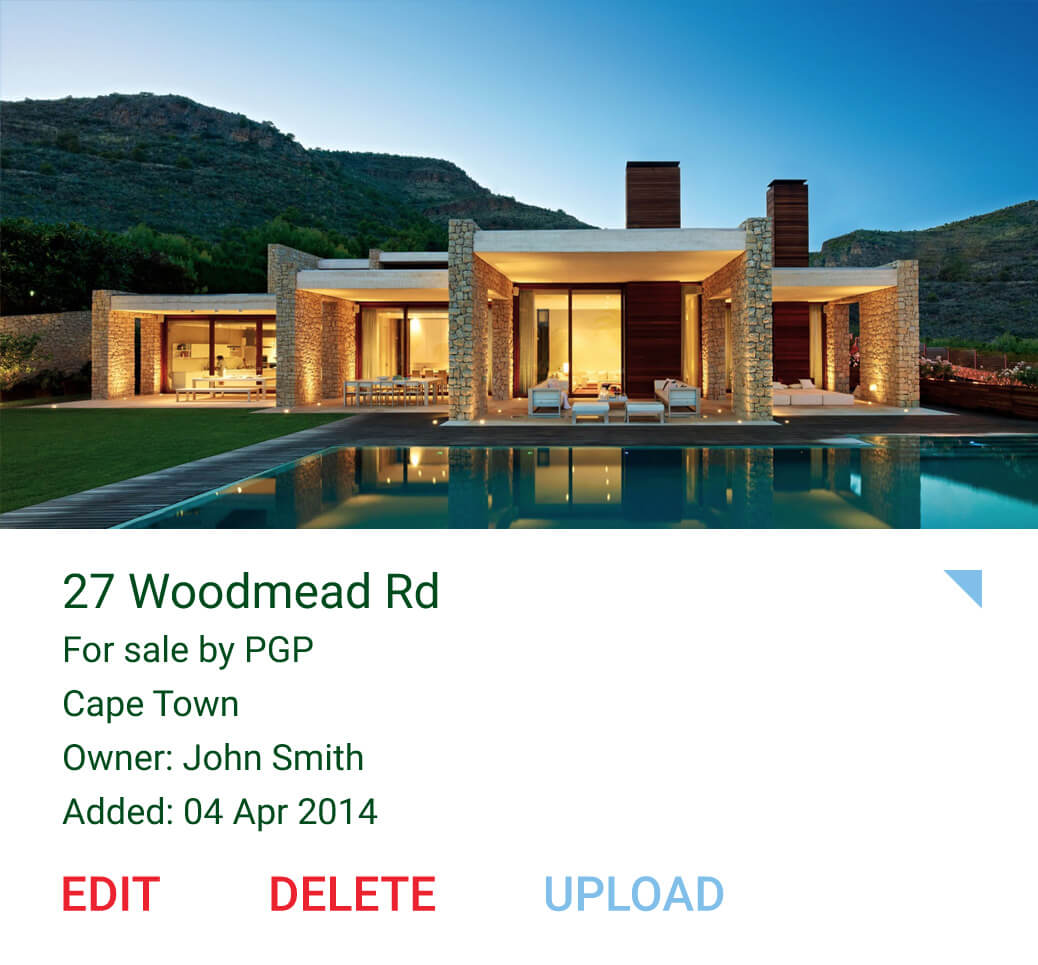 27 Woodmead Rd
For sale by PGP
Cape Town
Owner: John Smith
Added: 04 Apr 2014
EDIT DELETE UPLOAD